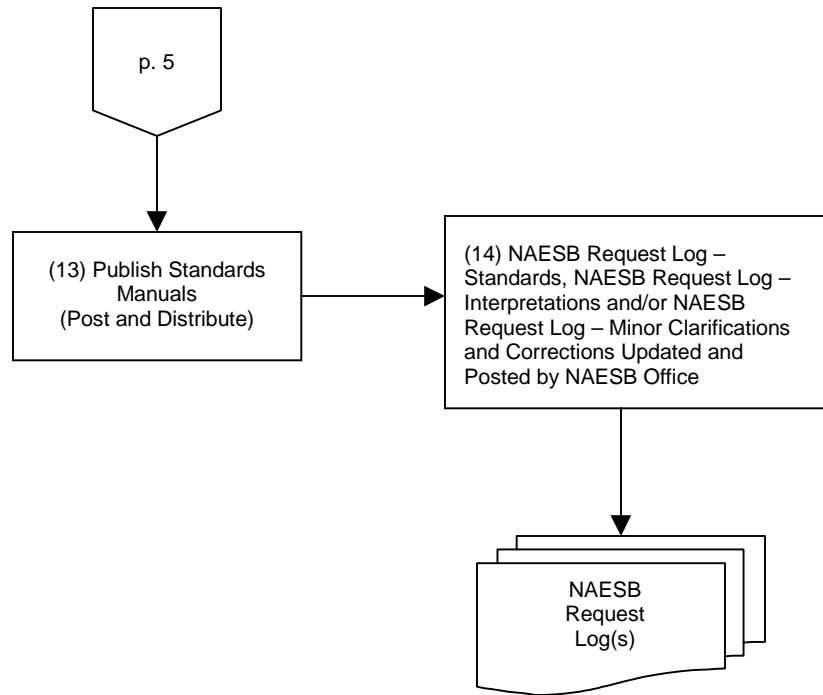 p. 5
(13) Publish Standards
Manuals
(Post and Distribute)
(14) NAESB Request Log –
Standards, NAESB Request Log –
Interpretations and/or NAESB
Request Log – Minor Clarifications
and Corrections Updated and
Posted by NAESB Office
NAESB
Request
Log(s)